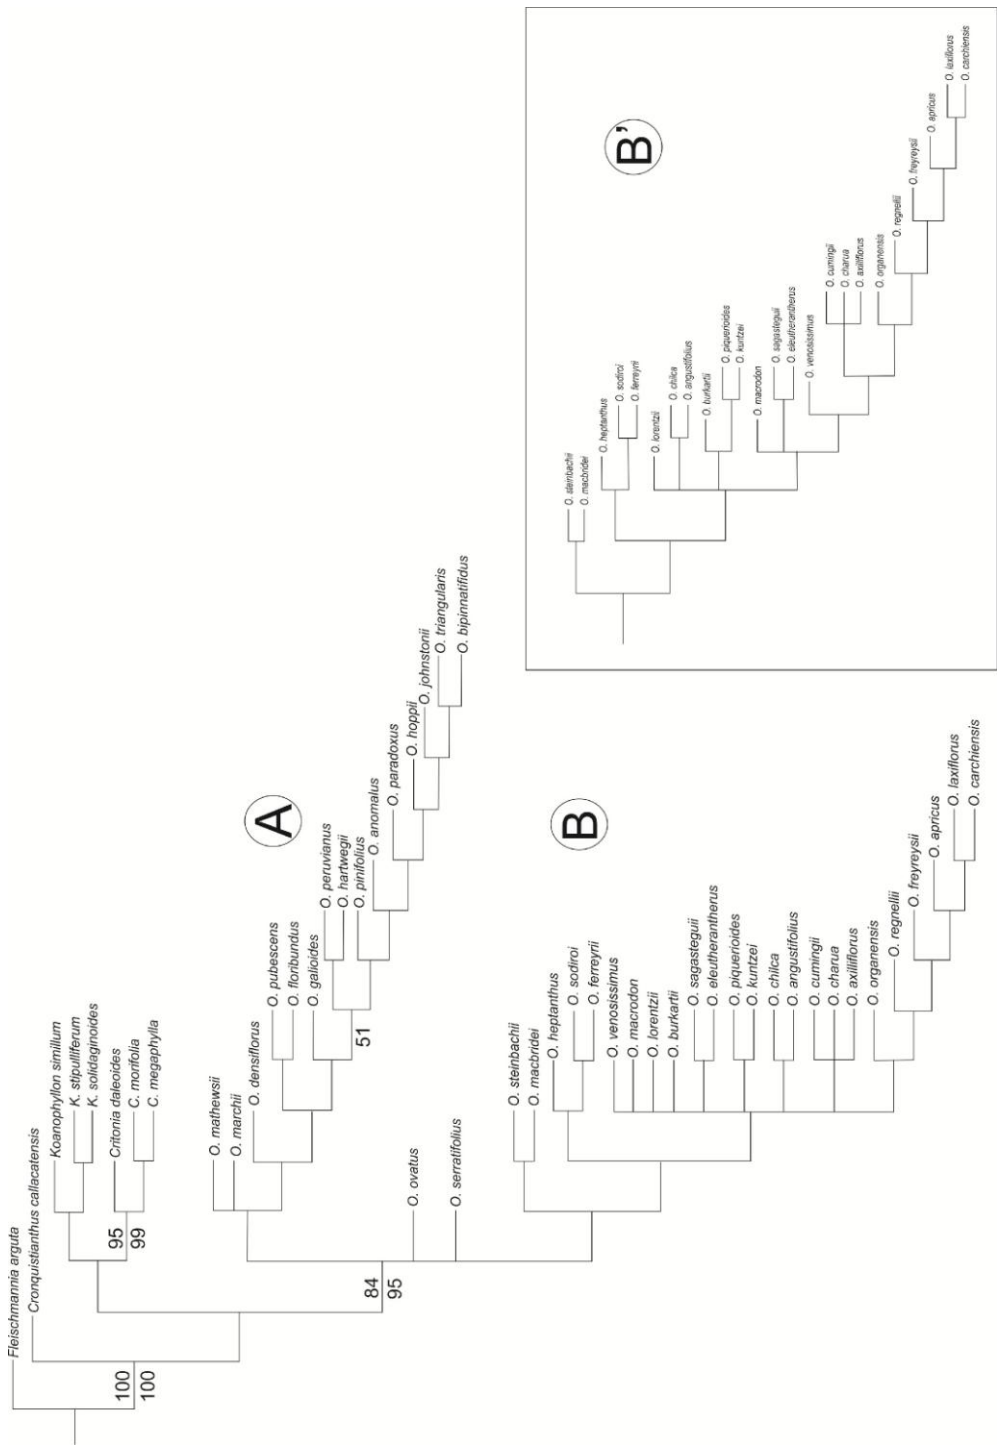 Fleischmannia arguta
Cronquistianthus callacatensis
Koanophyllon simillum
K. stipuliferum
K. solidaginoides
Critonia daleoides
C. morifolia
C. megaphylla
100
100
95
99
O. mathewsii
O. marchii
O. densiflorus
O. pubescens
O. floribundus
O. galioides
O. peruvianus
O. hartwegii
O. pinifolius
O. anomalus
O. paradoxus
O. hoppii
O. johnstonii
O. triangularis
O. bipinnatifidus
51
A
84
95
O. ovatus
O. serratifolius
O. steinbachii
O. macbridei
O. heptanthus
O. sodiroi
O. ferreyrii
O. venosissimus
O. macrodon
O. lorentzii
O. burkartii
O. sagasteguii
O. eleutherantherus
O. piquerioides
O. kuntzei
O. chilca
O. angustifolius
O. cumingii
O. charua
O. axilliflorus
O. organensis
O. regnellii
O. freyreysii
O. apricus
O. laxiflorus
O. carchiensis
B
O. steinbachii
O. macbridei
O. heptanthus
O. sodiroi
O. ferreyrii
O. lorentzii
O. chilca
O. angustifolius
O. burkartii
O. piquerioides
O. kuntzei
O. macrodon
O. sagasteguii
O. eleutherantherus
O. venosissimus
O. cumingii
O. charua
O. axilliflorus
O. organensis
O. regnellii
O. freyreysii
O. apricus
O. laxiflorus
O. carchiensis
B'